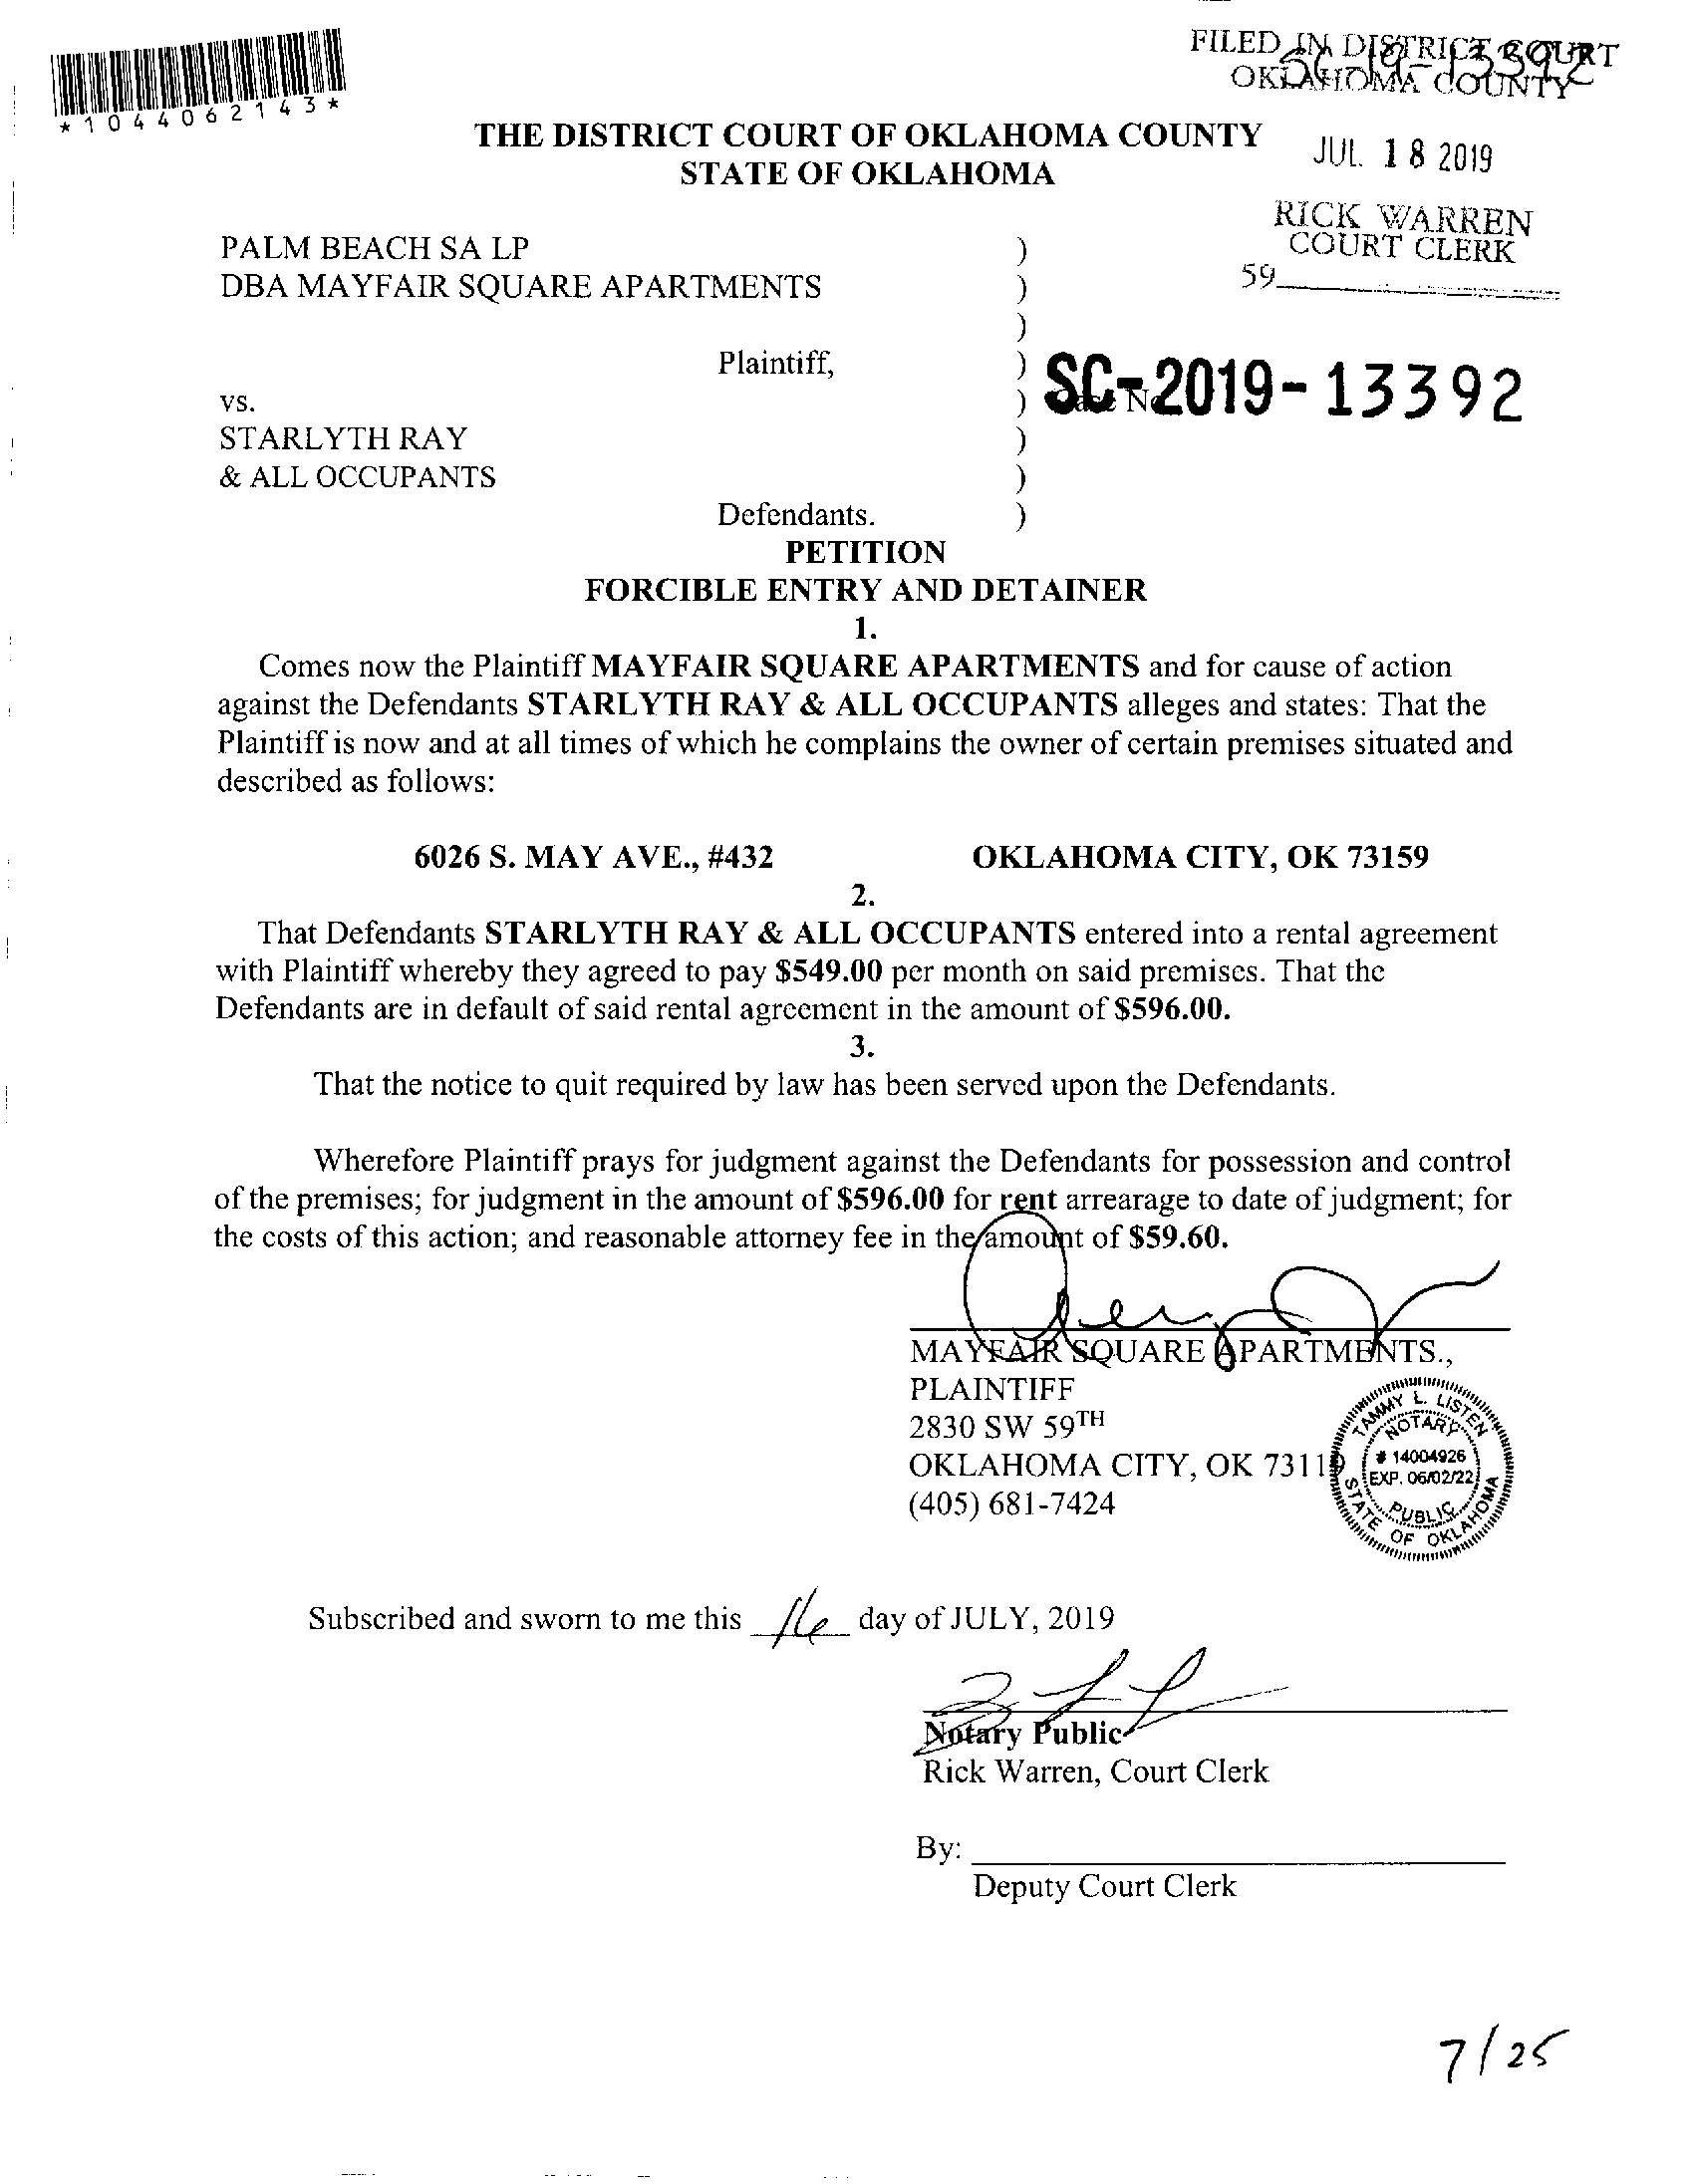 *1044062143*
FILED IN DISTRICT COURT
OKLAHOMA COUNTY
SC-19-13392
JUL 18 2019
RICK WARREN
COURT CLERK
59
THE DISTRICT COURT OF OKLAHOMA COUNTY
STATE OF OKLAHOMA
PALM BEACH SA LP )
DBA MAYFAIR SQUARE APARTMENTS )
)
Plaintiff, )
SC-2019-13392
vs. ) Case No.
STARLYTH RAY )
& ALL OCCUPANTS )
Defendants. )
PETITION
FORCIBLE ENTRY AND DETAINER
1.
Comes now the Plaintiff MAYFAIR SQUARE APARTMENTS and for cause of action
against the Defendants STARLYTH RAY & ALL OCCUPANTS alleges and states: That the
Plaintiff is now and at all times of which he complains the owner of certain premises situated and
described as follows:
6026 S. MAY AVE., #432 OKLAHOMA CITY, OK 73159
2.
That Defendants STARLYTH RAY & ALL OCCUPANTS entered into a rental agreement
with Plaintiff whereby they agreed to pay $549.00 per month on said premises. That the
Defendants are in default of said rental agreement in the amount of $596.00.
3.
That the notice to quit required by law has been served upon the Defendants.
Wherefore Plaintiff prays for judgment against the Defendants for possession and control
of the premises; for judgment in the amount of $596.00 for rent arrearage to date of judgment; for
the costs of this action; and reasonable attorney fee in the amount of $59.60.
MAYFAIR SQUARE APARTMENTS.,
PLAINTIFF
2830 SW 59TH
OKLAHOMA CITY, OK 73119
(405) 681-7424
TAMMY L. LISTEN
NOTARY
# 14004926
EXP. 06/02/22
PUBLIC
STATE OF OKLAHOMA
Subscribed and sworn to me this 16 day of JULY, 2019
Notary Public
Rick Warren, Court Clerk
By:
Deputy Court Clerk
7/25